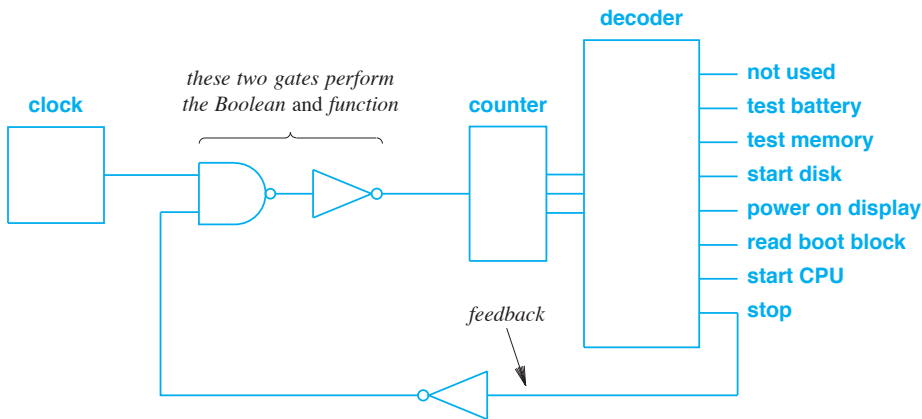 decoder
these two gates perform
the Boolean and function
clock
counter
not used
test battery
test memory
start disk
power on display
read boot block
start CPU
stop
feedback